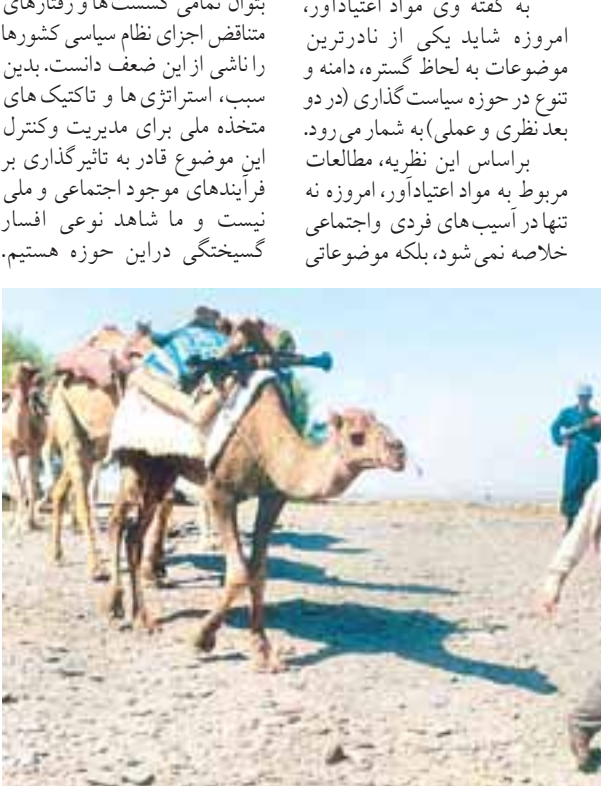 به گفته وی مواد اعتیادآور،
امروزه شاید یکی از نادرترین
موضوعات به لحاظ گستره، دامنه و
تنوع در حوزه سیاست گذاری (در دو
بعد نظری و عملی) به شمار می رود.
براساس این نظریه، مطالعات
مربوط به مواد اعتیادآور، امروزه نه
تنها در آسیب های فردی واجتماعی
خلاصه نمی شود، بلکه موضوعاتی
بتوان تمامی گسست ها و رفتارهای
متناقض اجزای نظام سیاسی کشورها
را ناشی از این ضعف دانست. بدین
سبب، استراتژی ها و تاکتیک های
متخذه ملی برای مدیریت وکنترل
این موضوع قادر به تاثیرگذاری بر
فرآیندهای موجود اجتماعی و ملی
نیست و ما شاهد نوعی افسار
گسیختگی دراین حوزه هستیم.